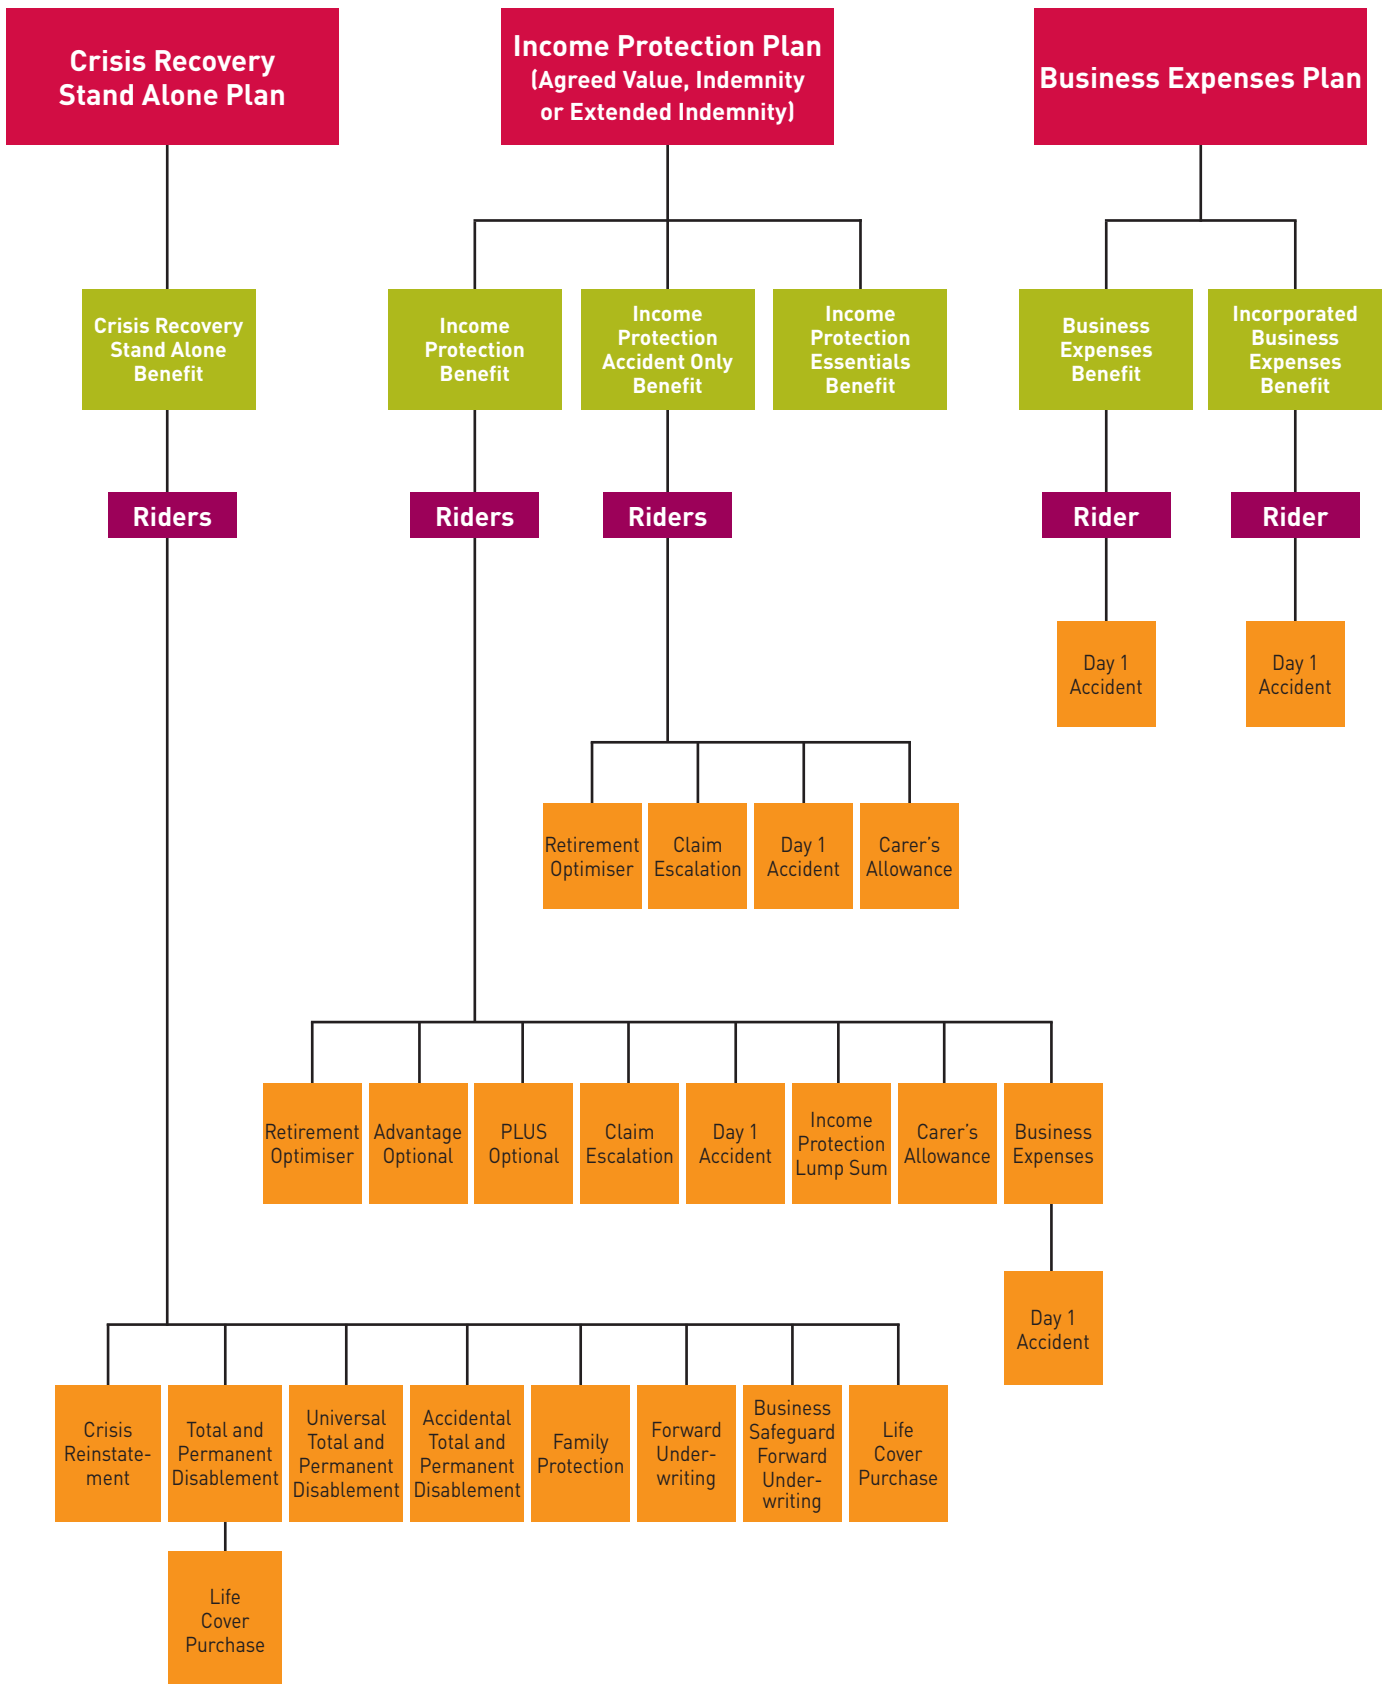 Crisis Recovery
Stand Alone Plan
Income Protection Plan
(Agreed Value, Indemnity
or Extended Indemnity)
Business Expenses Plan
Crisis Recovery
Stand Alone
Benefit
Income
Protection
Benefit
Income
Protection
Accident Only
Benefit
Income
Protection
Essentials
Benefit
Business
Expenses
Benefit
Incorporated
Business
Expenses
Benefit
Riders
Riders
Riders
Rider
Rider
Day 1
Accident
Day 1
Accident
Retirement
Optimiser
Claim
Escalation
Day 1
Accident
Carer’s
Allowance
Retirement
Optimiser
Advantage
Optional
PLUS
Optional
Claim
Escalation
Day 1
Accident
Income
Protection
Lump Sum
Carer’s
Allowance
Business
Expenses
Day 1
Accident
Crisis
Reinstate-
ment
Total and
Permanent
Disablement
Universal
Total and
Permanent
Disablement
Accidental
Total and
Permanent
Disablement
Family
Protection
Forward
Under-
writing
Business
Safeguard
Forward
Under-
writing
Life
Cover
Purchase
Life
Cover
Purchase